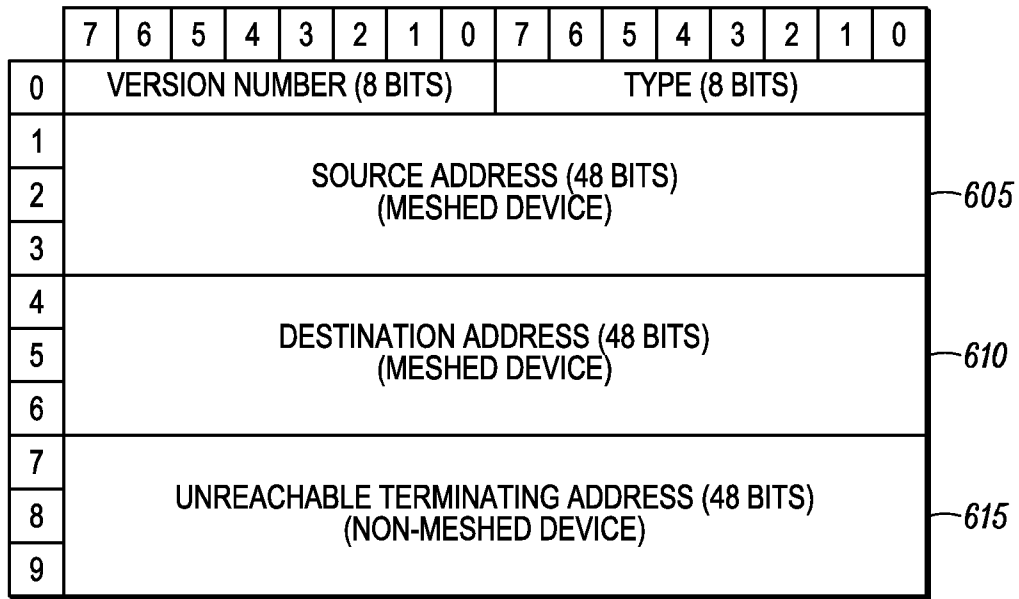 7 6 5 4 3 2 1 0 7 6 5 4 3 2 1 0
0 VERSION NUMBER (8 BITS) TYPE (8 BITS)
1
SOURCE ADDRESS (48 BITS)
2 605
(MESHED DEVICE)
3
4
DESTINATION ADDRESS (48 BITS)
5 610
(MESHED DEVICE)
6
7
UNREACHABLE TERMINATING ADDRESS (48 BITS)
8 615
(NON-MESHED DEVICE)
9